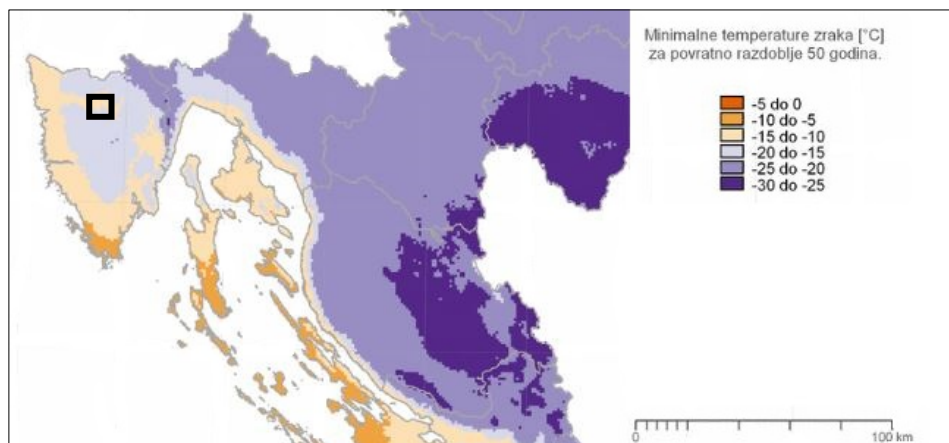 Minimalne temperature zraka [°C]
za povratno razdoblje 50 godina.
-5 do 0
-10 do -5
-15 do -10
-20 do -15
-25 do -20
-30 do -25
0
100 km